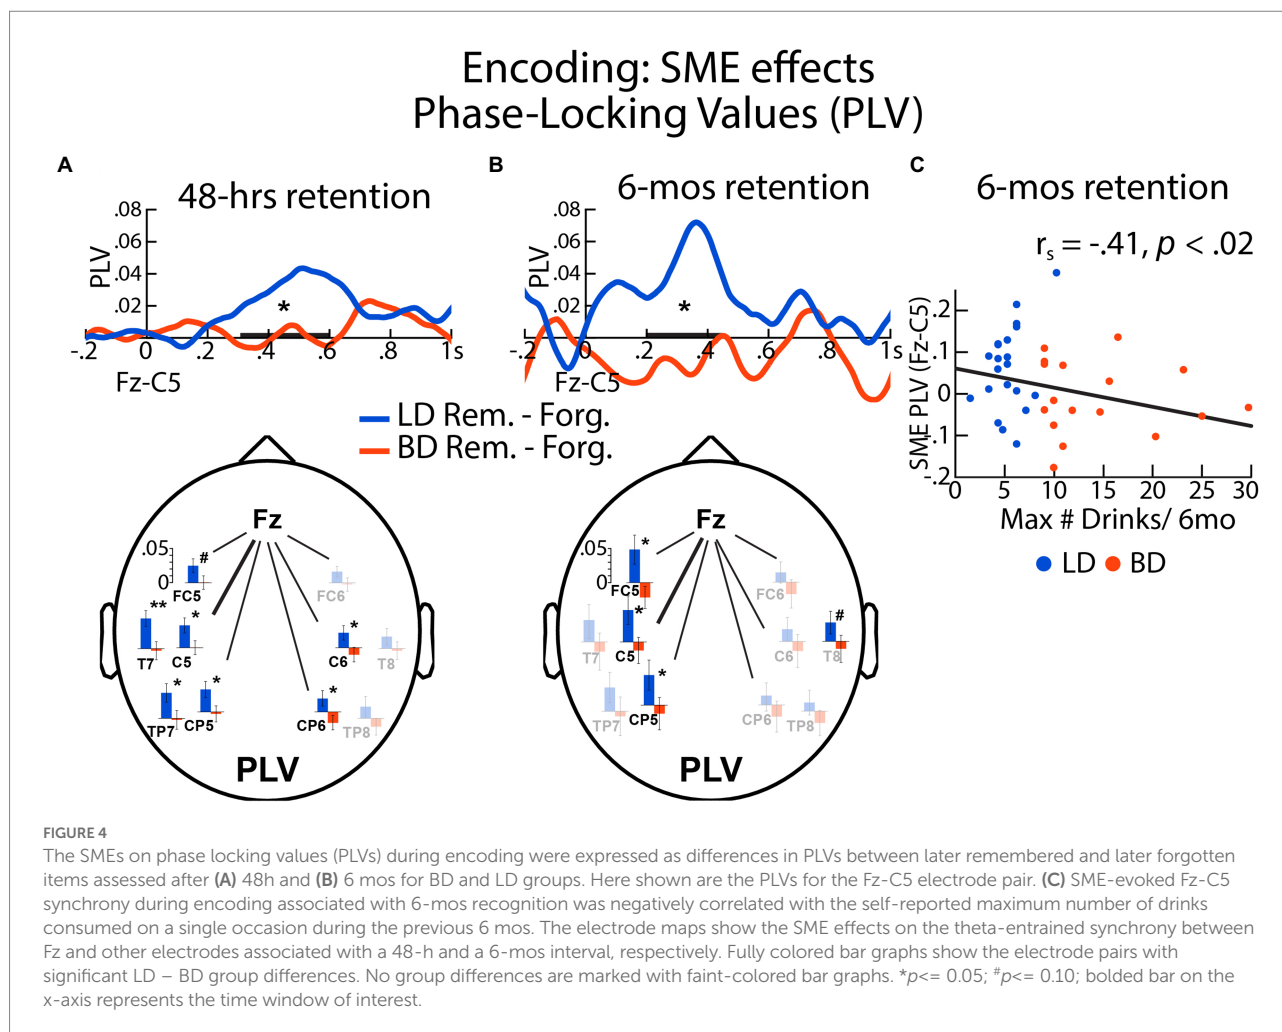 Encoding: SME effects
Phase-Locking Values (PLV)
A
48-hrs retention
PLV
.08
.06
.04
.02
*
-.2 0 .2 .4 .6 .8 1s
Fz-C5
B
6-mos retention
PLV
.08
.06
.04
.02
*
-.2 0 .2 .4 .6 .8 1s
Fz-C5
LD Rem. - Forg.
BD Rem. - Forg.
C
6-mos retention
rs = -.41, p < .02
SME PLV (Fz-C5)
.2
.1
0
-.1
-.2
0 5 10 15 20 25 30
Max # Drinks/ 6mo
LD BD
Fz
.05
0
#
FC5
FC6
**
T7
*
C5
*
C6
T8
*
TP7
*
CP5
*
CP6
TP8
PLV
Fz
.05
0
*
FC5
FC6
T7
*
C5
C6
#
T8
TP7
*
CP5
CP6
TP8
PLV
FIGURE 4
The SMEs on phase locking values (PLVs) during encoding were expressed as differences in PLVs between later remembered and later forgotten
items assessed after (A) 48h and (B) 6 mos for BD and LD groups. Here shown are the PLVs for the Fz-C5 electrode pair. (C) SME-evoked Fz-C5
synchrony during encoding associated with 6-mos recognition was negatively correlated with the self-reported maximum number of drinks
consumed on a single occasion during the previous 6 mos. The electrode maps show the SME effects on the theta-entrained synchrony between
Fz and other electrodes associated with a 48-h and a 6-mos interval, respectively. Fully colored bar graphs show the electrode pairs with
significant LD – BD group differences. No group differences are marked with faint-colored bar graphs. *p<= 0.05; #p<= 0.10; bolded bar on the
x-axis represents the time window of interest.